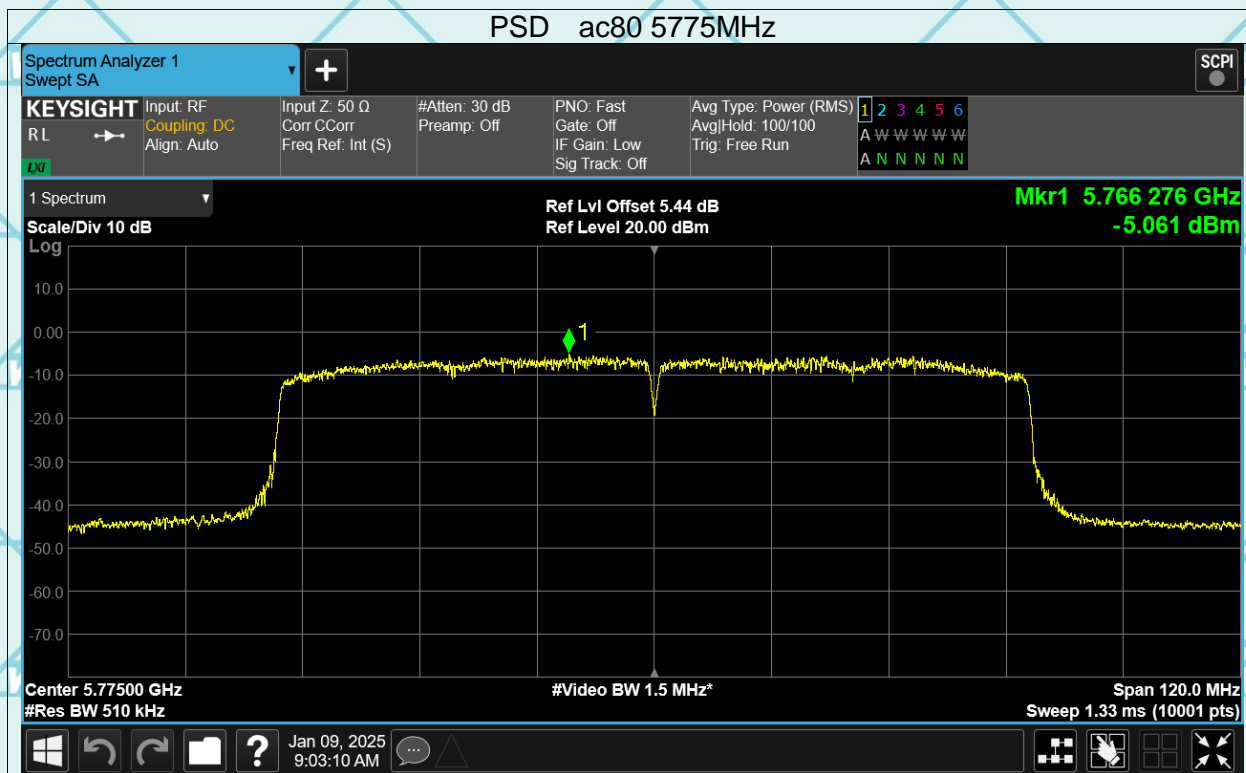 PSD ac80 5775MHz
Spectrum Analyzer 1
Swept SA
SCPI
KEYSIGHT
RL
LXI
Input: RF
Coupling: DC
Align: Auto
Input Z: 50 Ω
Corr CCorr
Freq Ref: Int (S)
#Atten: 30 dB
Preamp: Off
PNO: Fast
Gate: Off
IF Gain: Low
Sig Track: Off
Avg Type: Power (RMS)
Avg|Hold: 100/100
Trig: Free Run
1 2 3 4 5 6
A W W W W W
A N N N N N
1 Spectrum
Scale/Div 10 dB
Ref Lvl Offset 5.44 dB
Ref Level 20.00 dBm
Mkr1 5.766 276 GHz
-5.061 dBm
Log
10.0
0.00
-10.0
-20.0
-30.0
-40.0
-50.0
-60.0
-70.0
1
Center 5.77500 GHz
#Res BW 510 kHz
#Video BW 1.5 MHz*
Span 120.0 MHz
Sweep 1.33 ms (10001 pts)
Jan 09, 2025
9:03:10 AM